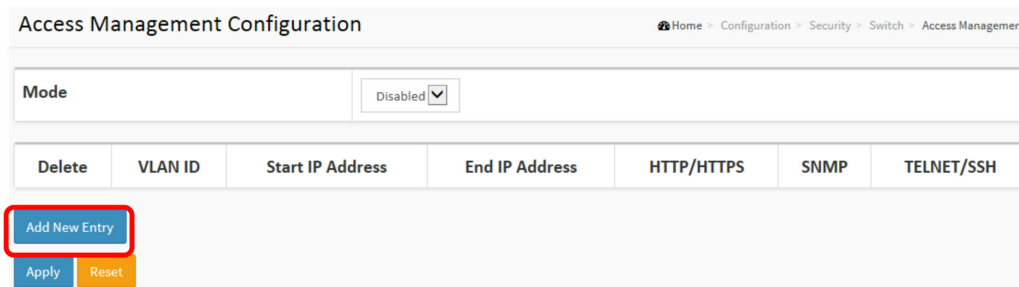 Access Management Configuration
Home > Configuration > Security > Switch > Access Managemen
Mode Disabled
Delete VLAN ID Start IP Address End IP Address HTTP/HTTPS SNMP TELNET/SSH
Add New Entry
Apply Reset